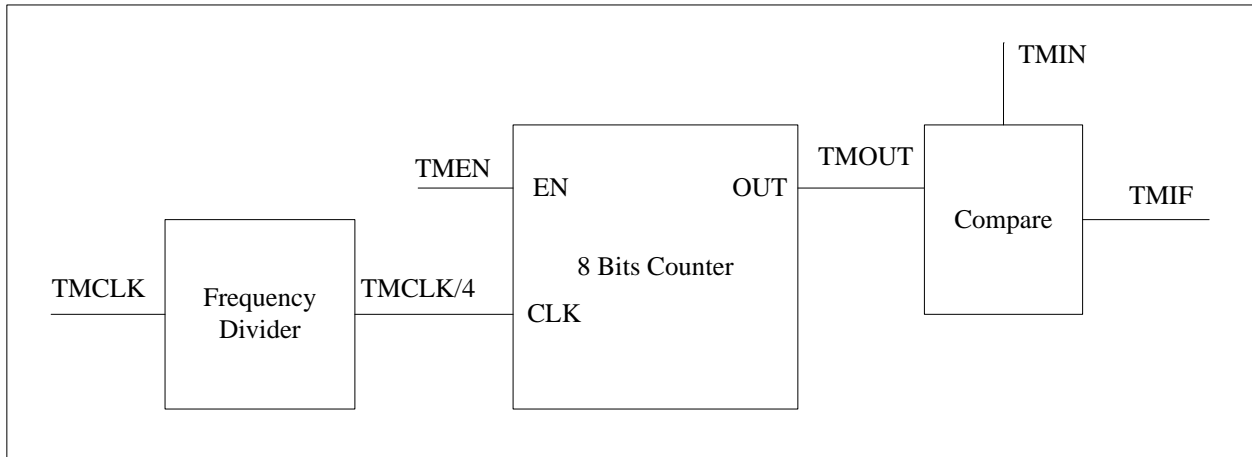 TMIN
TMEN
EN
OUT
TMOUT
Compare
TMIF
8 Bits Counter
TMCLK
Frequency
Divider
TMCLK/4
CLK